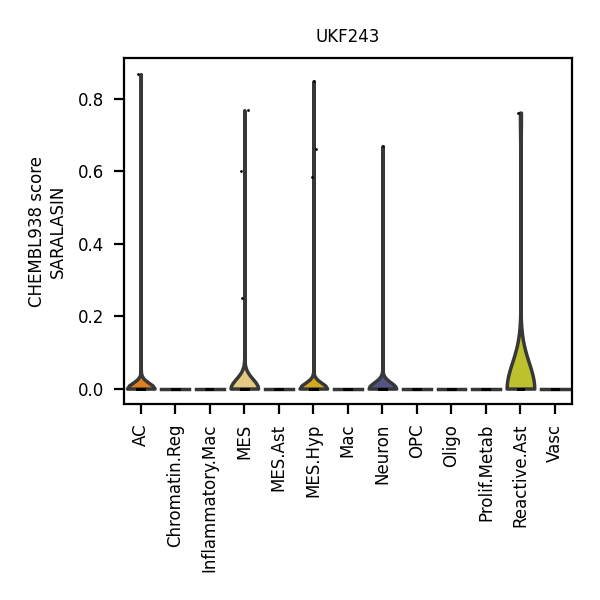 UKF243
CHEMBL938 score
SARALASIN
0.8
0.6
0.4
0.2
0.0
AC
Chromatin.Reg
Inflammatory.Mac
MES
MES.Ast
MES.Hyp
Mac
Neuron
OPC
Oligo
Prolif.Metab
Reactive.Ast
Vasc